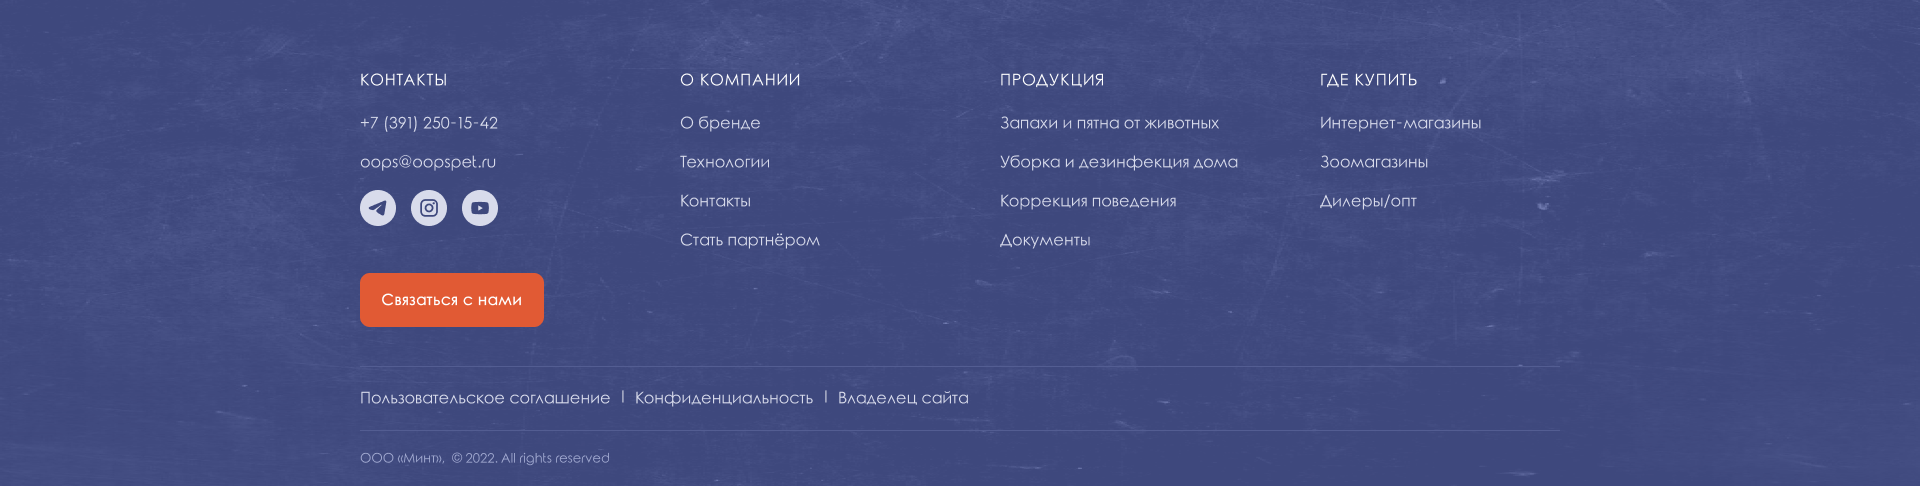 КОНТАКТЫ
+7 (391) 250-15-42
oops@oopspet.ru
Связаться с нами
О КОМПАНИИ
О бренде
Технологии
Контакты
Стать партнёром
ПРОДУКЦИЯ
Запахи и пятна от животных
Уборка и дезинфекция дома
Коррекция поведения
Документы
ГДЕ КУПИТЬ
Интернет-магазины
Зоомагазины
Дилеры/опт
Пользовательское соглашение | Конфиденциальность | Владелец сайта
ООО «Минт», © 2022. All rights reserved